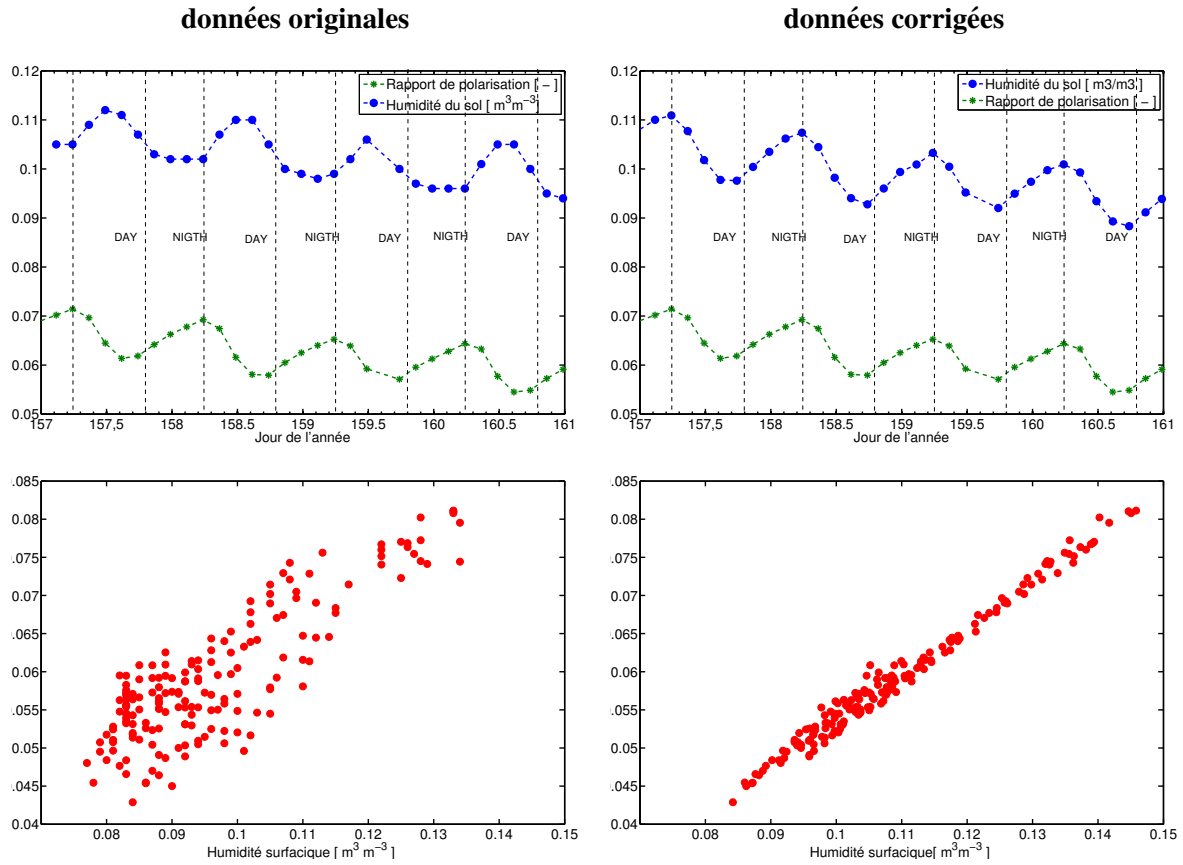 données originales
données corrigées
0.12
0.11
0.1
0.09
0.08
0.07
0.06
0.05
Rapport de polarisation [ − ]
Humidité du sol [ m³m⁻³]
DAY NIGTH DAY NIGTH DAY NIGTH DAY
157 157,5 158 158.5 159 159.5 160 160.5 161
Jour de l'année
0.12
0.11
0.1
0.09
0.08
0.07
0.06
0.05
Humidité du sol [ m3/m3 ]
Rapport de polarisation [ − ]
DAY NIGTH DAY NIGTH DAY NIGTH DAY
157 157.5 158 158.5 159 159.5 160 160.5 161
Jour de l'année
.085
0.08
.075
0.07
.065
0.06
.055
0.05
.045
0.04
0.08 0.09 0.1 0.11 0.12 0.13 0.14 0.15
Humidité surfacique [ m³ m⁻³]
.085
0.08
.075
0.07
.065
0.06
.055
0.05
.045
0.04
0.08 0.09 0.1 0.11 0.12 0.13 0.14 0.15
Humidité surfacique[ m³m⁻³]